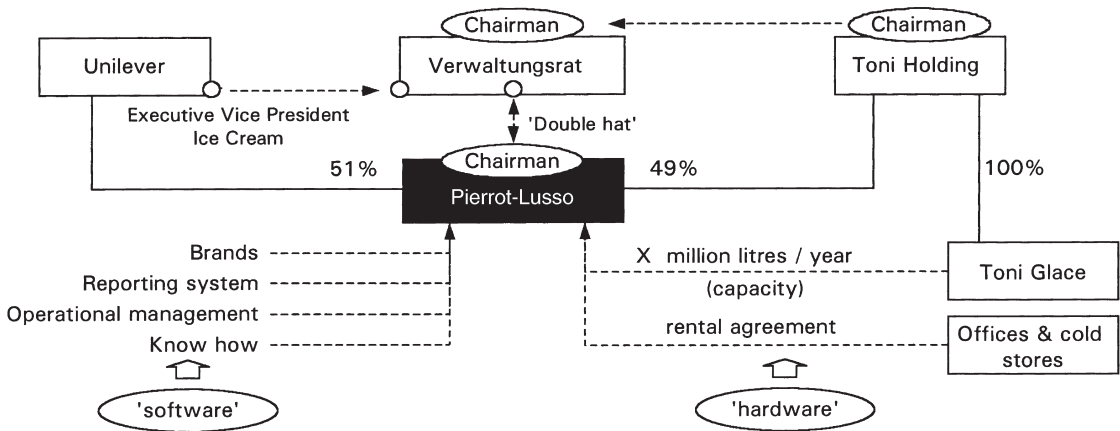 Chairman
Chairman
Unilever
Verwaltungsrat
Toni Holding
Executive Vice President
Ice Cream
'Double hat'
Chairman
51%
49%
100%
Pierrot-Lusso
Brands
Reporting system
Operational management
Know how
X million litres / year
(capacity)
Toni Glace
rental agreement
Offices & cold
stores
'software'
'hardware'